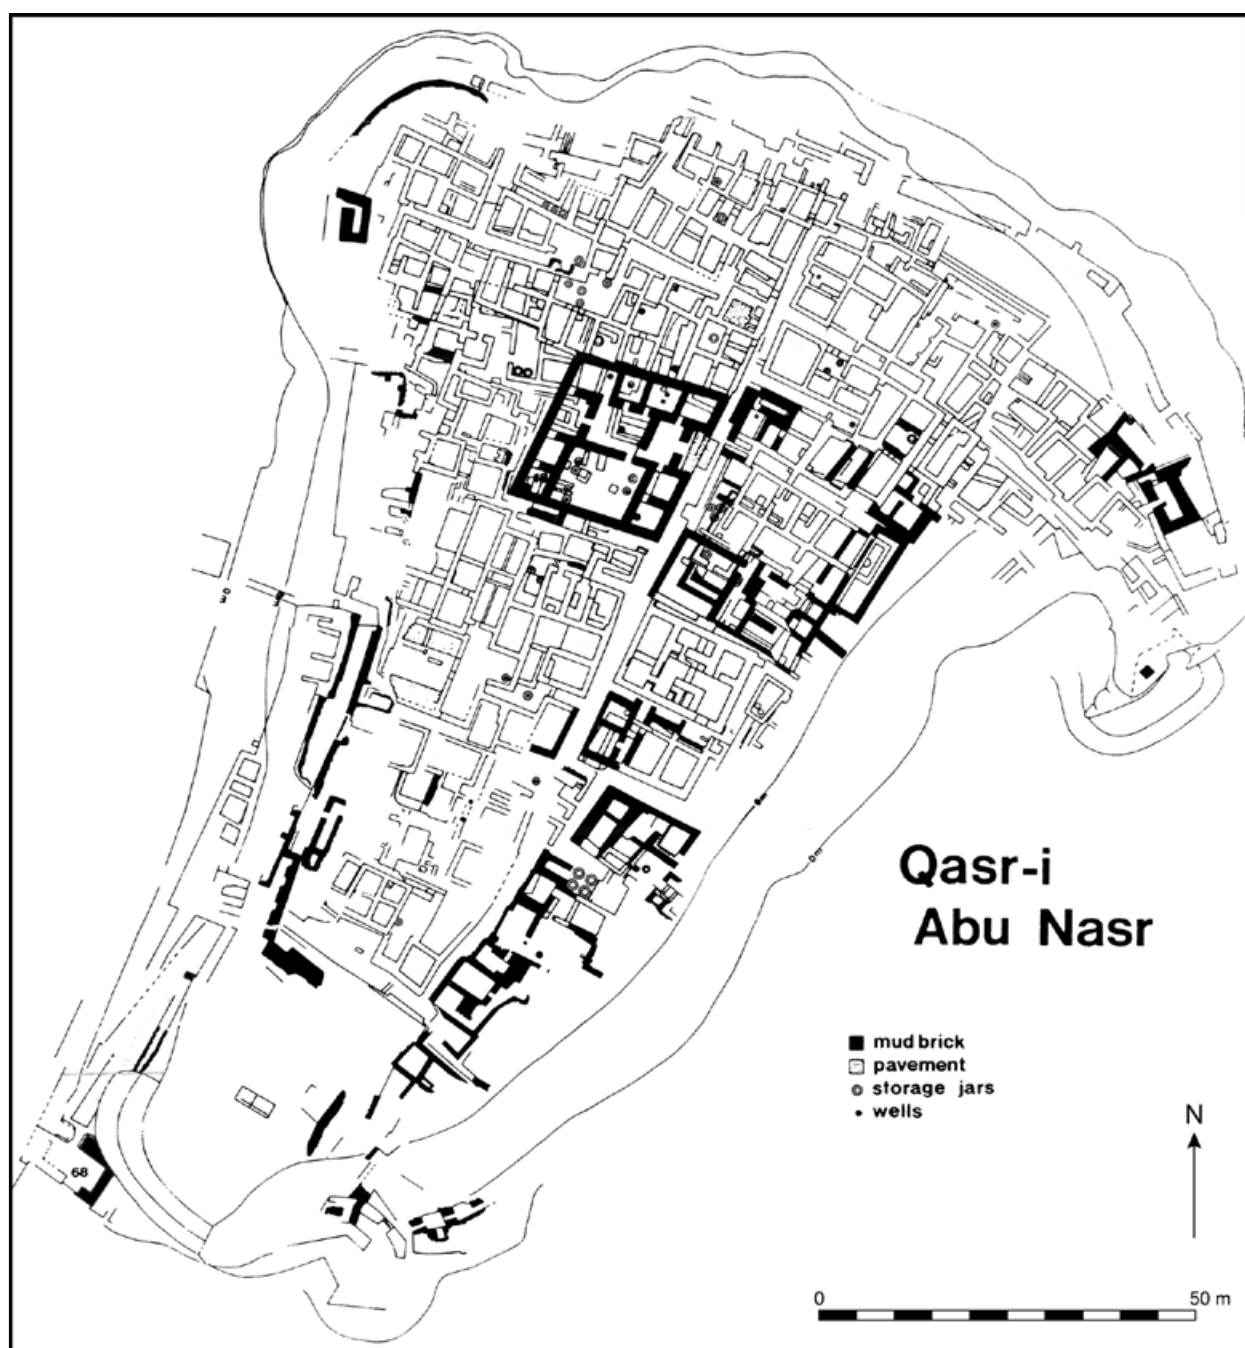 Qasr-i
Abu Nasr
mud brick
pavement
storage jars
wells
N
68
0 50 m